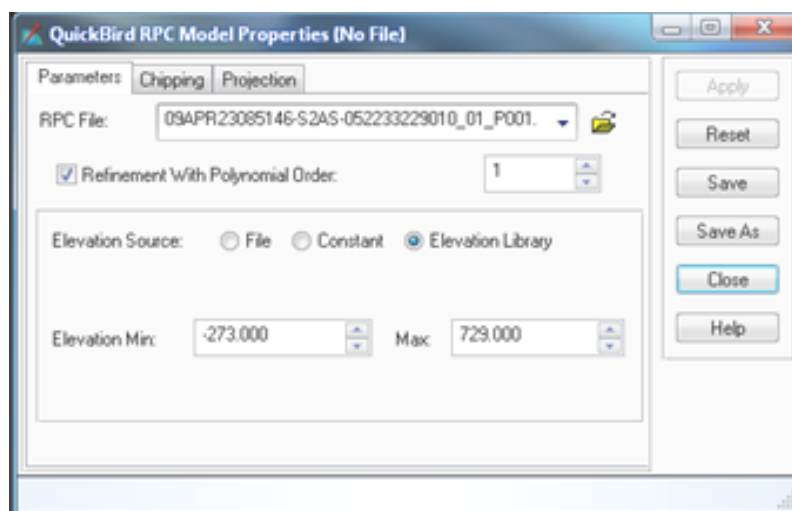 QuickBird RPC Model Properties (No File)
Parameters Chipping Projection
Apply
RPC File: 09APR23085146-S2AS-052233229010_01_P001.
Reset
Refinement With Polynomial Order: 1
Save
Elevation Source: File Constant Elevation Library
Save As
Close
Elevation Min: -273.000 Max: 729.000
Help